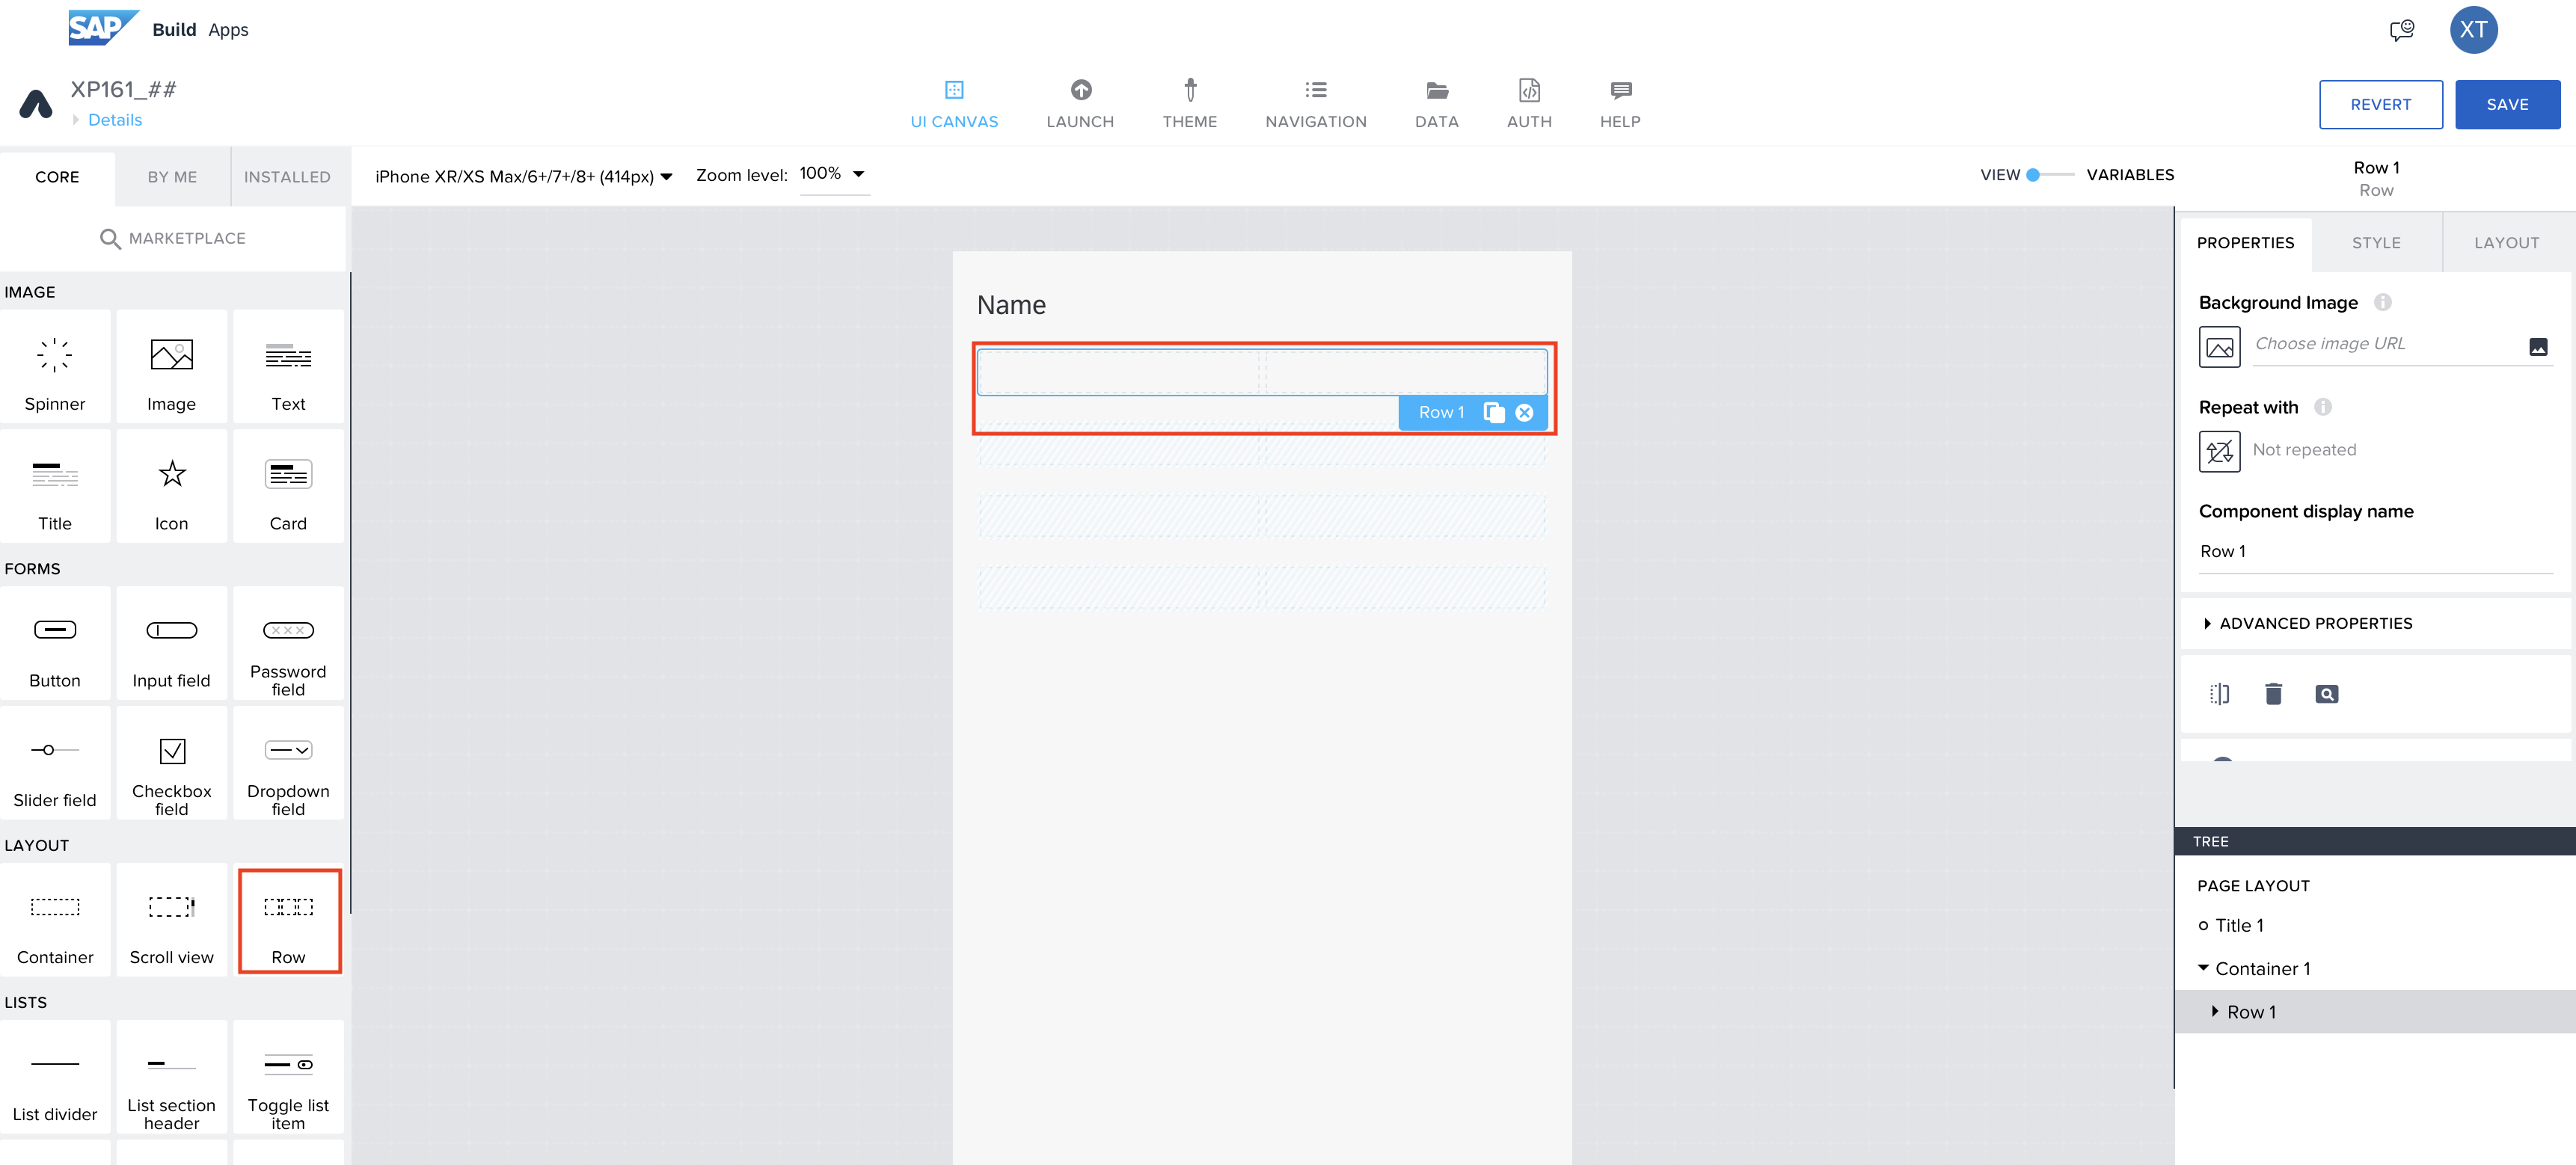 SAP Build Apps
XP161_##
Details
UI CANVAS
LAUNCH
THEME
NAVIGATION
DATA
AUTH
HELP
XT
REVERT
SAVE
CORE
BY ME
INSTALLED
MARKETPLACE
IMAGE
Spinner
Image
Text
Title
Icon
Card
FORMS
Button
Input field
Password
field
Slider field
Checkbox
field
Dropdown
field
LAYOUT
Container
Scroll view
Row
LISTS
List divider
List section
header
Toggle list
item
iPhone XR/XS Max/6+/7+/8+ (414px)
Zoom level: 100%
VIEW
VARIABLES
Name
Row 1
Row 1
Row
PROPERTIES
STYLE
LAYOUT
Background Image
Choose image URL
Repeat with
Not repeated
Component display name
Row 1
ADVANCED PROPERTIES
TREE
PAGE LAYOUT
Title 1
Container 1
Row 1